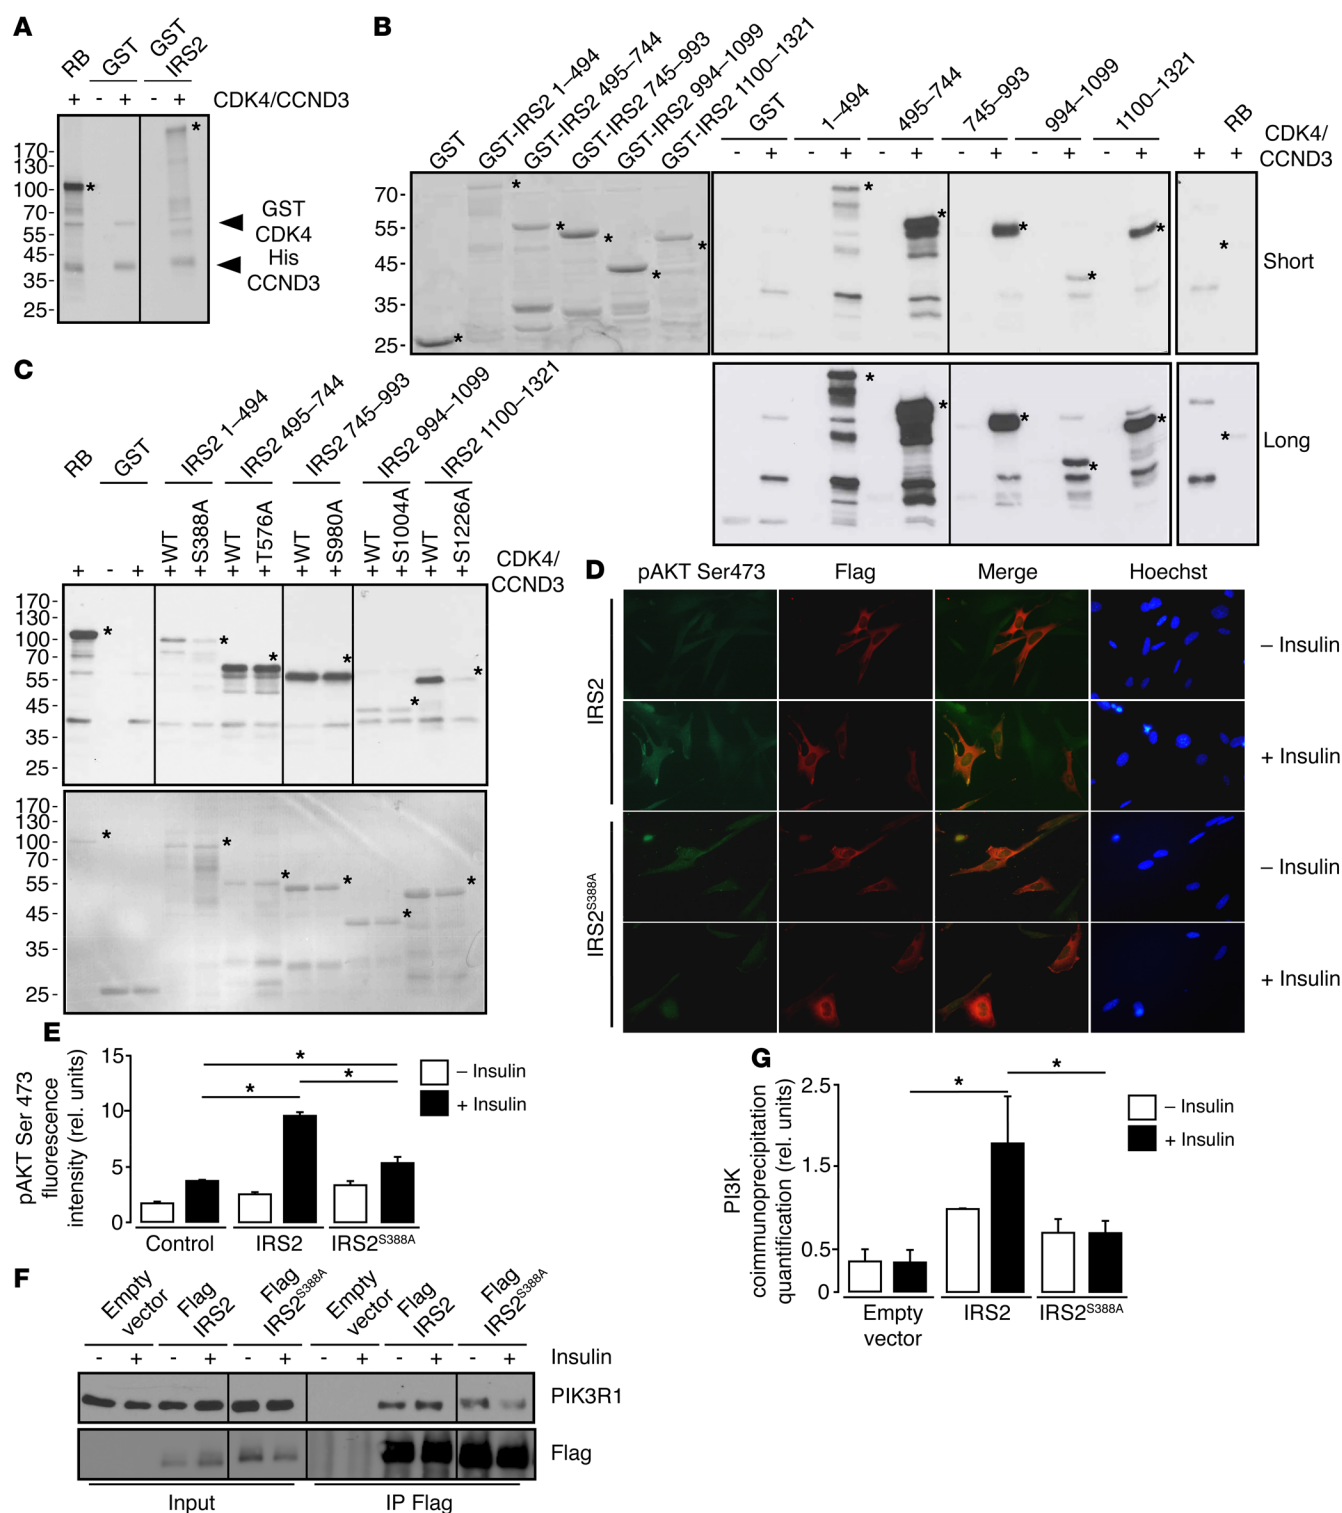 A
RB
GST
GST
IRS2
+ - + - + CDK4/CCND3
170-
130-
100-
70-
55-
45-
35-
25-
*
*
GST
CDK4
His
CCND3
B
GST
GST-IRS2 1–494
GST-IRS2 495–744
GST-IRS2 745–993
GST-IRS2 994–1099
GST-IRS2 1100–1321
GST
1–494
495–744
745–993
994–1099
1100–1321
RB
- + - + - + - + - + - + + +
CDK4/
CCND3
70-
55-
45-
35-
25-
* * * * * *
* * * * * *
Short
* * * * * *
Long
C
RB
GST
IRS2 1–494
IRS2 495–744
IRS2 745–993
IRS2 994–1099
IRS2 1100–1321
WT
S388A
WT
T576A
WT
S980A
WT
S1004A
WT
S1226A
+ - + + + + + + + + + + +
CDK4/
CCND3
170-
130-
100-
70-
55-
45-
35-
25-
* * * * * *
170-
130-
100-
70-
55-
45-
35-
25-
* * * * * *
D
pAKT Ser473
Flag
Merge
Hoechst
IRS2
– Insulin
+ Insulin
IRS2S388A
– Insulin
+ Insulin
E
pAKT Ser 473
fluorescence
intensity (rel. units)
15
10
5
0
* * *
– Insulin
+ Insulin
Control
IRS2
IRS2S388A
F
Empty
vector
Flag
IRS2
Flag
IRS2S388A
Empty
vector
Flag
IRS2
Flag
IRS2S388A
- + - + - + - + - + - + Insulin
PIK3R1
Flag
Input
IP Flag
G
PI3K
coimmunoprecipitation
quantification (rel. units)
2.5
1.5
0.5
0
* *
– Insulin
+ Insulin
Empty
vector
IRS2
IRS2S388A